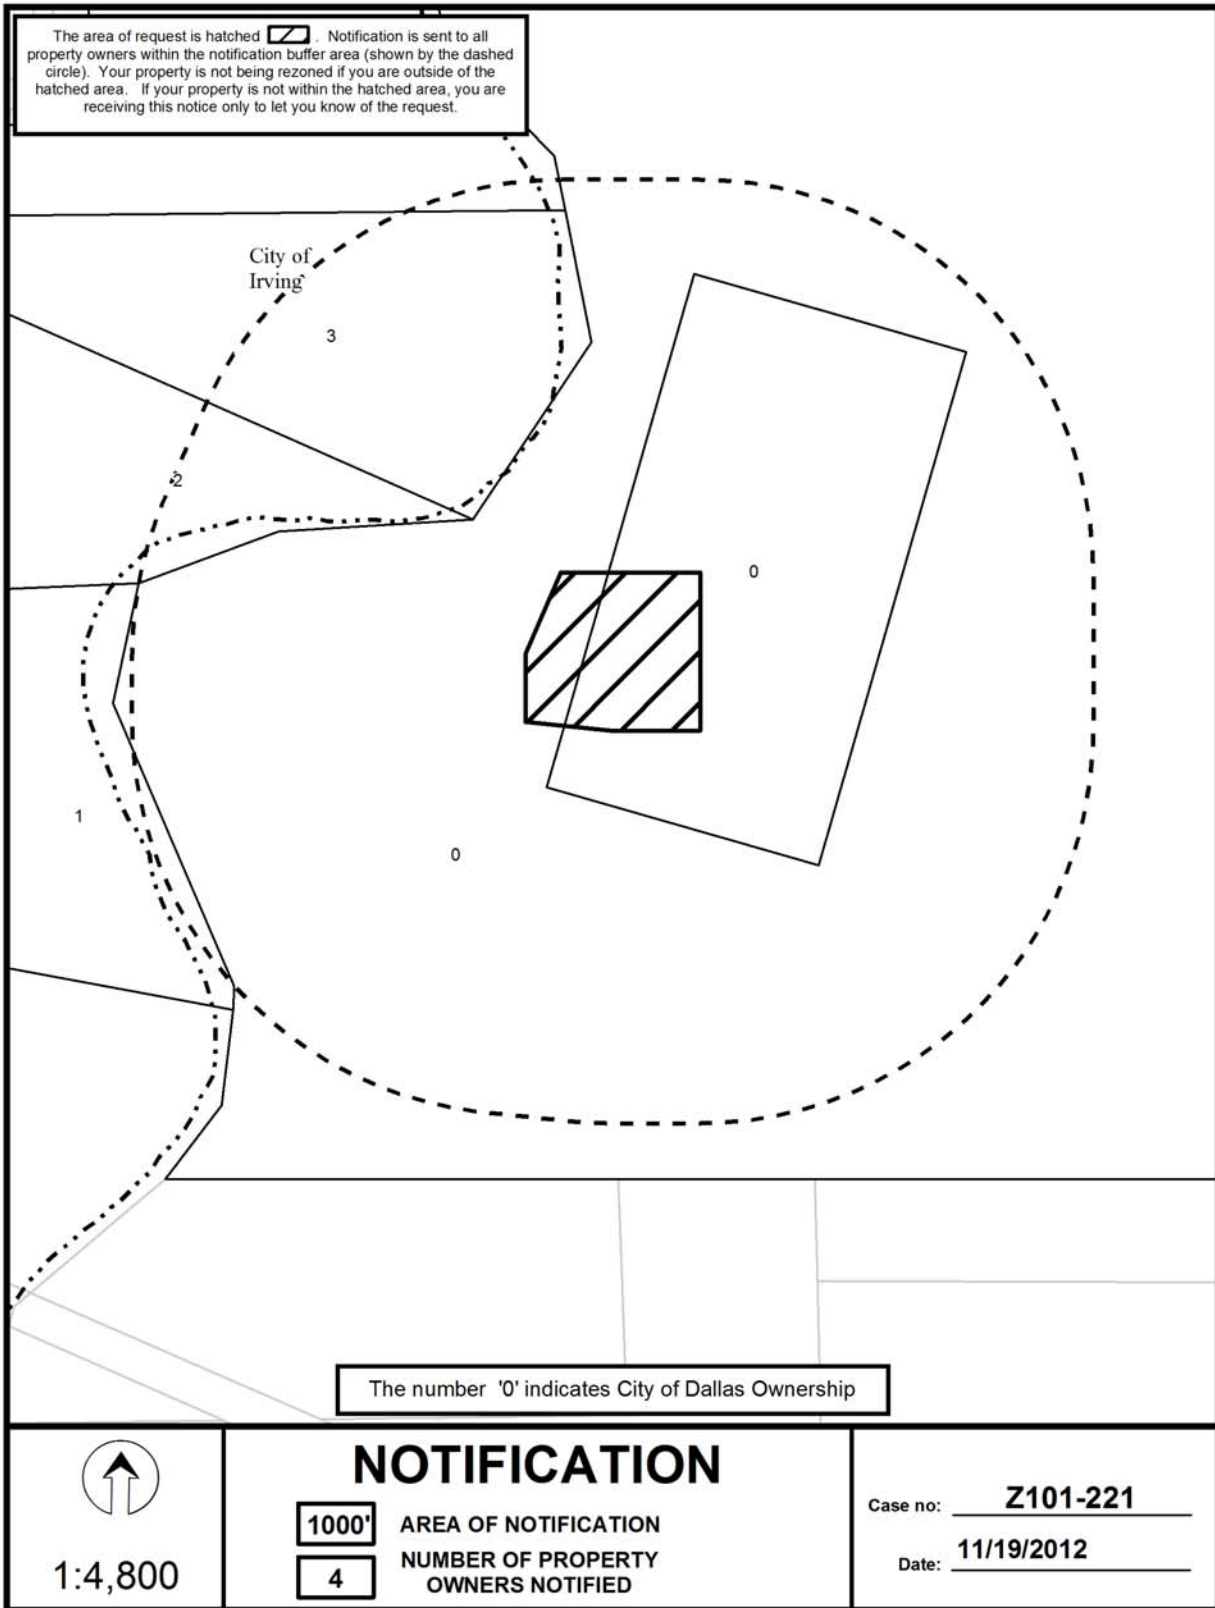 The area of request is hatched . Notification is sent to all
property owners within the notification buffer area (shown by the dashed
circle). Your property is not being rezoned if you are outside of the
hatched area. If your property is not within the hatched area, you are
receiving this notice only to let you know of the request.
City of
Irving
3
2
0
1
0
The number '0' indicates City of Dallas Ownership
1:4,800
NOTIFICATION
1000' AREA OF NOTIFICATION
4 NUMBER OF PROPERTY
OWNERS NOTIFIED
Case no: Z101-221
Date: 11/19/2012